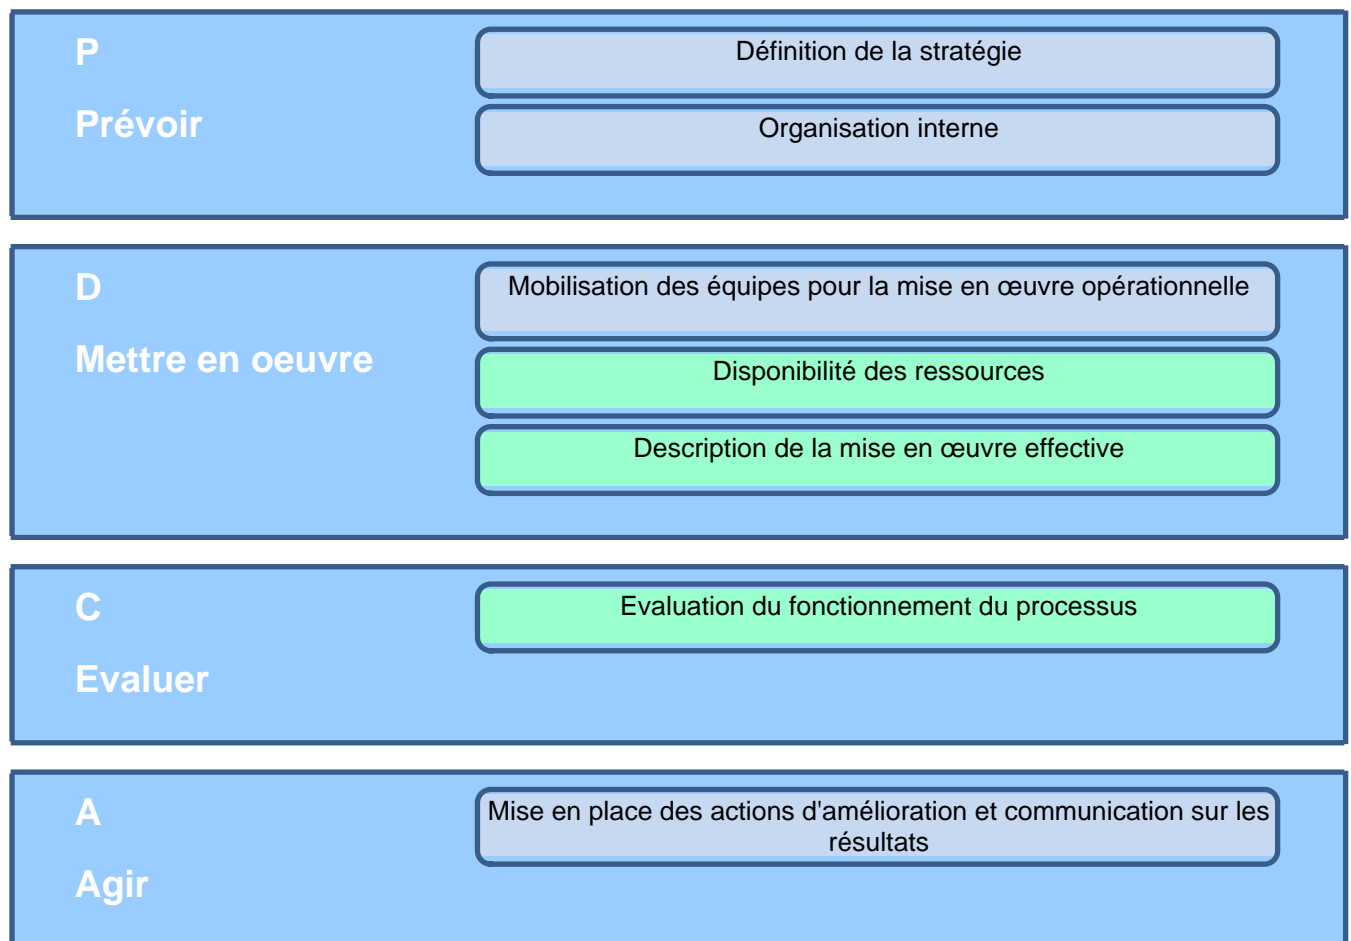 P
Définition de la stratégie
Prévoir
Organisation interne
D
Mobilisation des équipes pour la mise en œuvre opérationnelle
Mettre en oeuvre
Disponibilité des ressources
Description de la mise en œuvre effective
C
Evaluation du fonctionnement du processus
Evaluer
A
Mise en place des actions d'amélioration et communication sur les
résultats
Agir